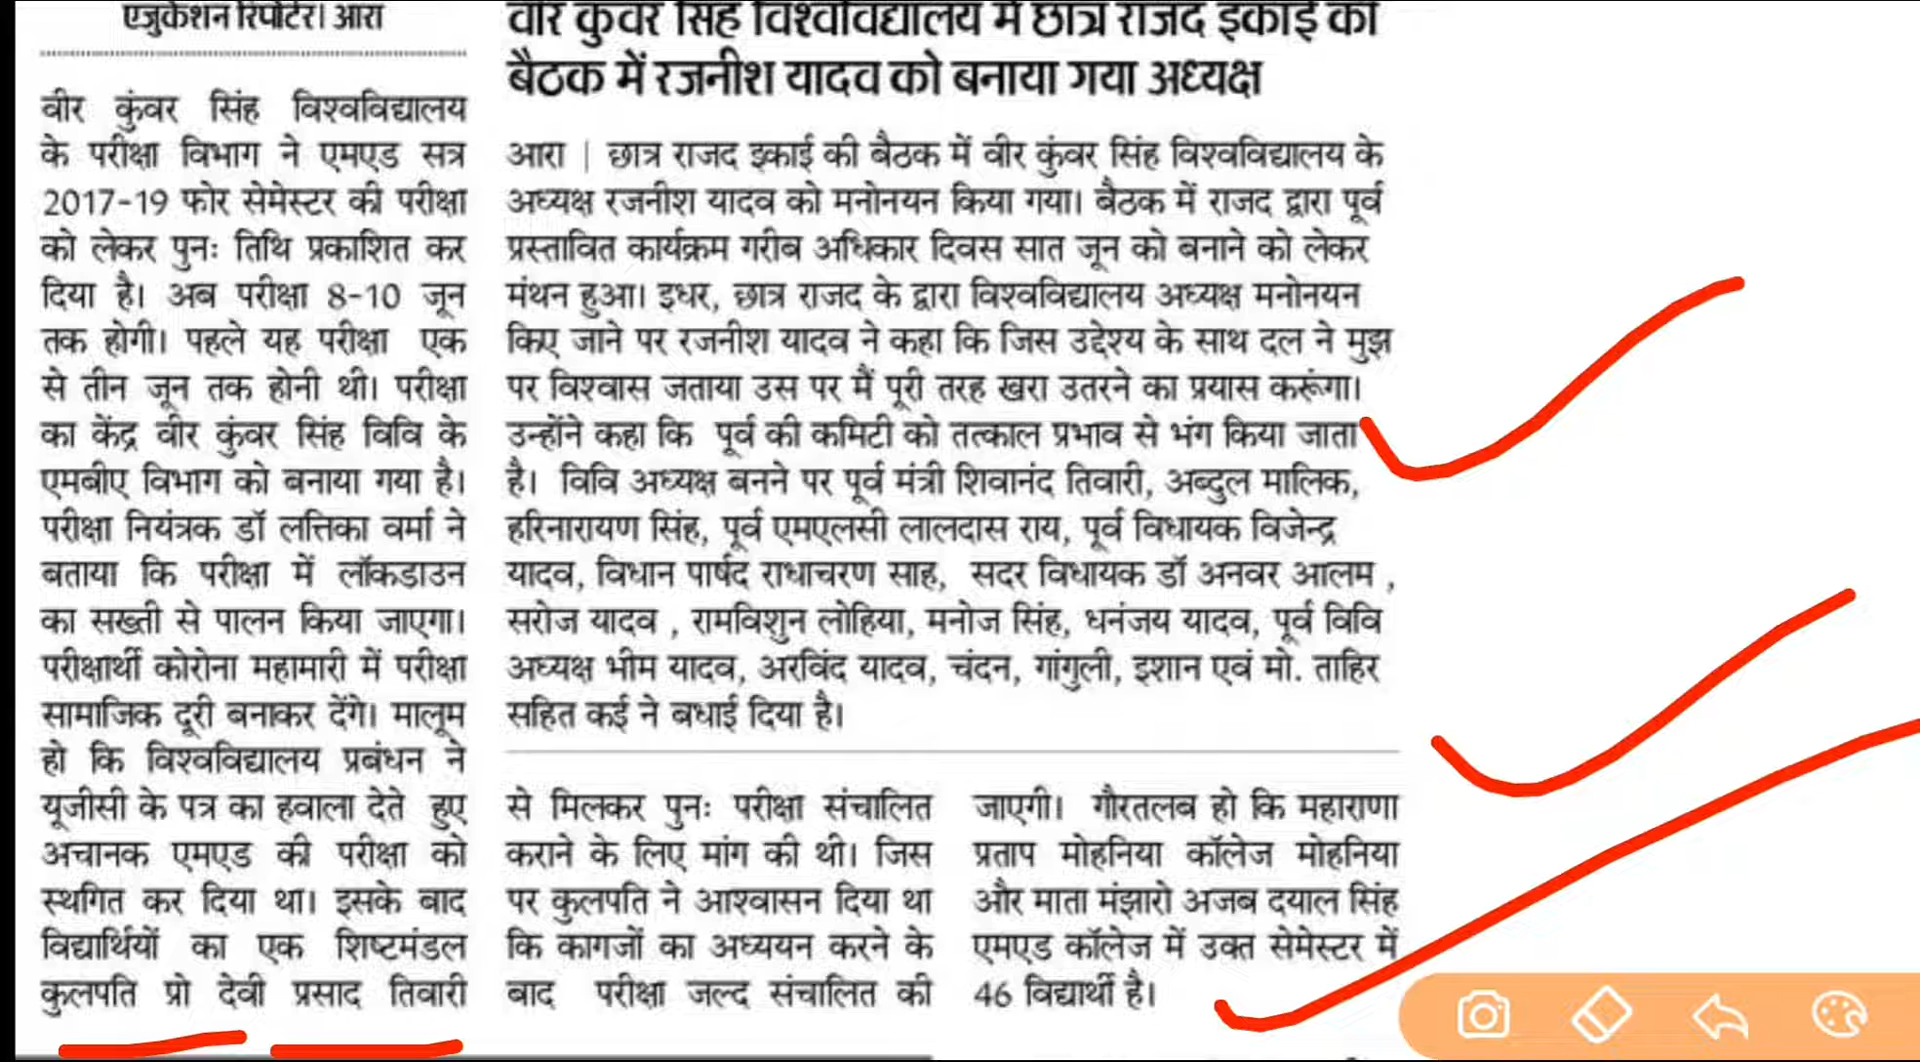 एजुकेशन रिपोर्टर। आरा
वीर कुंवर सिंह विश्वविद्यालय
के परीक्षा विभाग ने एमएड सत्र
2017-19 फोर सेमेस्टर की परीक्षा
को लेकर पुनः तिथि प्रकाशित कर
दिया है। अब परीक्षा 8-10 जून
तक होगी। पहले यह परीक्षा एक
से तीन जून तक होनी थी। परीक्षा
का केंद्र वीर कुंवर सिंह विवि के
एमबीए विभाग को बनाया गया है।
परीक्षा नियंत्रक डॉ लत्तिका वर्मा ने
बताया कि परीक्षा में लॉकडाउन
का सख्ती से पालन किया जाएगा।
परीक्षार्थी कोरोना महामारी में परीक्षा
सामाजिक दूरी बनाकर देंगे। मालूम
हो कि विश्वविद्यालय प्रबंधन ने
यूजीसी के पत्र का हवाला देते हुए
अचानक एमएड की परीक्षा को
स्थगित कर दिया था। इसके बाद
विद्यार्थियों का एक शिष्टमंडल
कुलपति प्रो देवी प्रसाद तिवारी
वीर कुंवर सिंह विश्वविद्यालय में छात्र राजद इकाई की
बैठक में रजनीश यादव को बनाया गया अध्यक्ष
आरा | छात्र राजद इकाई की बैठक में वीर कुंवर सिंह विश्वविद्यालय के
अध्यक्ष रजनीश यादव को मनोनयन किया गया। बैठक में राजद द्वारा पूर्व
प्रस्तावित कार्यक्रम गरीब अधिकार दिवस सात जून को बनाने को लेकर
मंथन हुआ। इधर, छात्र राजद के द्वारा विश्वविद्यालय अध्यक्ष मनोनयन
किए जाने पर रजनीश यादव ने कहा कि जिस उद्देश्य के साथ दल ने मुझ
पर विश्वास जताया उस पर मैं पूरी तरह खरा उतरने का प्रयास करूंगा।
उन्होंने कहा कि पूर्व की कमिटी को तत्काल प्रभाव से भंग किया जाता
है। विवि अध्यक्ष बनने पर पूर्व मंत्री शिवानंद तिवारी, अब्दुल मालिक,
हरिनारायण सिंह, पूर्व एमएलसी लालदास राय, पूर्व विधायक विजेन्द्र
यादव, विधान पार्षद राधाचरण साह, सदर विधायक डॉ अनवर आलम ,
सरोज यादव , रामविशुन लोहिया, मनोज सिंह, धनंजय यादव, पूर्व विवि
अध्यक्ष भीम यादव, अरविंद यादव, चंदन, गांगुली, इशान एवं मो. ताहिर
सहित कई ने बधाई दिया है।
से मिलकर पुनः परीक्षा संचालित
कराने के लिए मांग की थी। जिस
पर कुलपति ने आश्वासन दिया था
कि कागजों का अध्ययन करने के
बाद परीक्षा जल्द संचालित की
जाएगी। गौरतलब हो कि महाराणा
प्रताप मोहनिया कॉलेज मोहनिया
और माता मंझारो अजब दयाल सिंह
एमएड कॉलेज में उक्त सेमेस्टर में
46 विद्यार्थी है।